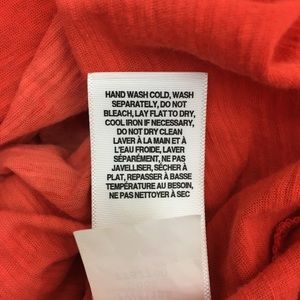 HAND WASH COLD, WASH
SEPARATELY, DO NOT
BLEACH, LAY FLAT TO DRY,
COOL IRON IF NECESSARY,
DO NOT DRY CLEAN
LAVER À LA MAIN ET À
L'EAU FROIDE, LAVER
SÉPARÉMENT, NE PAS
JAVELLISER, SÉCHER À
PLAT, REPASSER À BASSE
TEMPÉRATURE AU BESOIN,
NE PAS NETTOYER À SEC